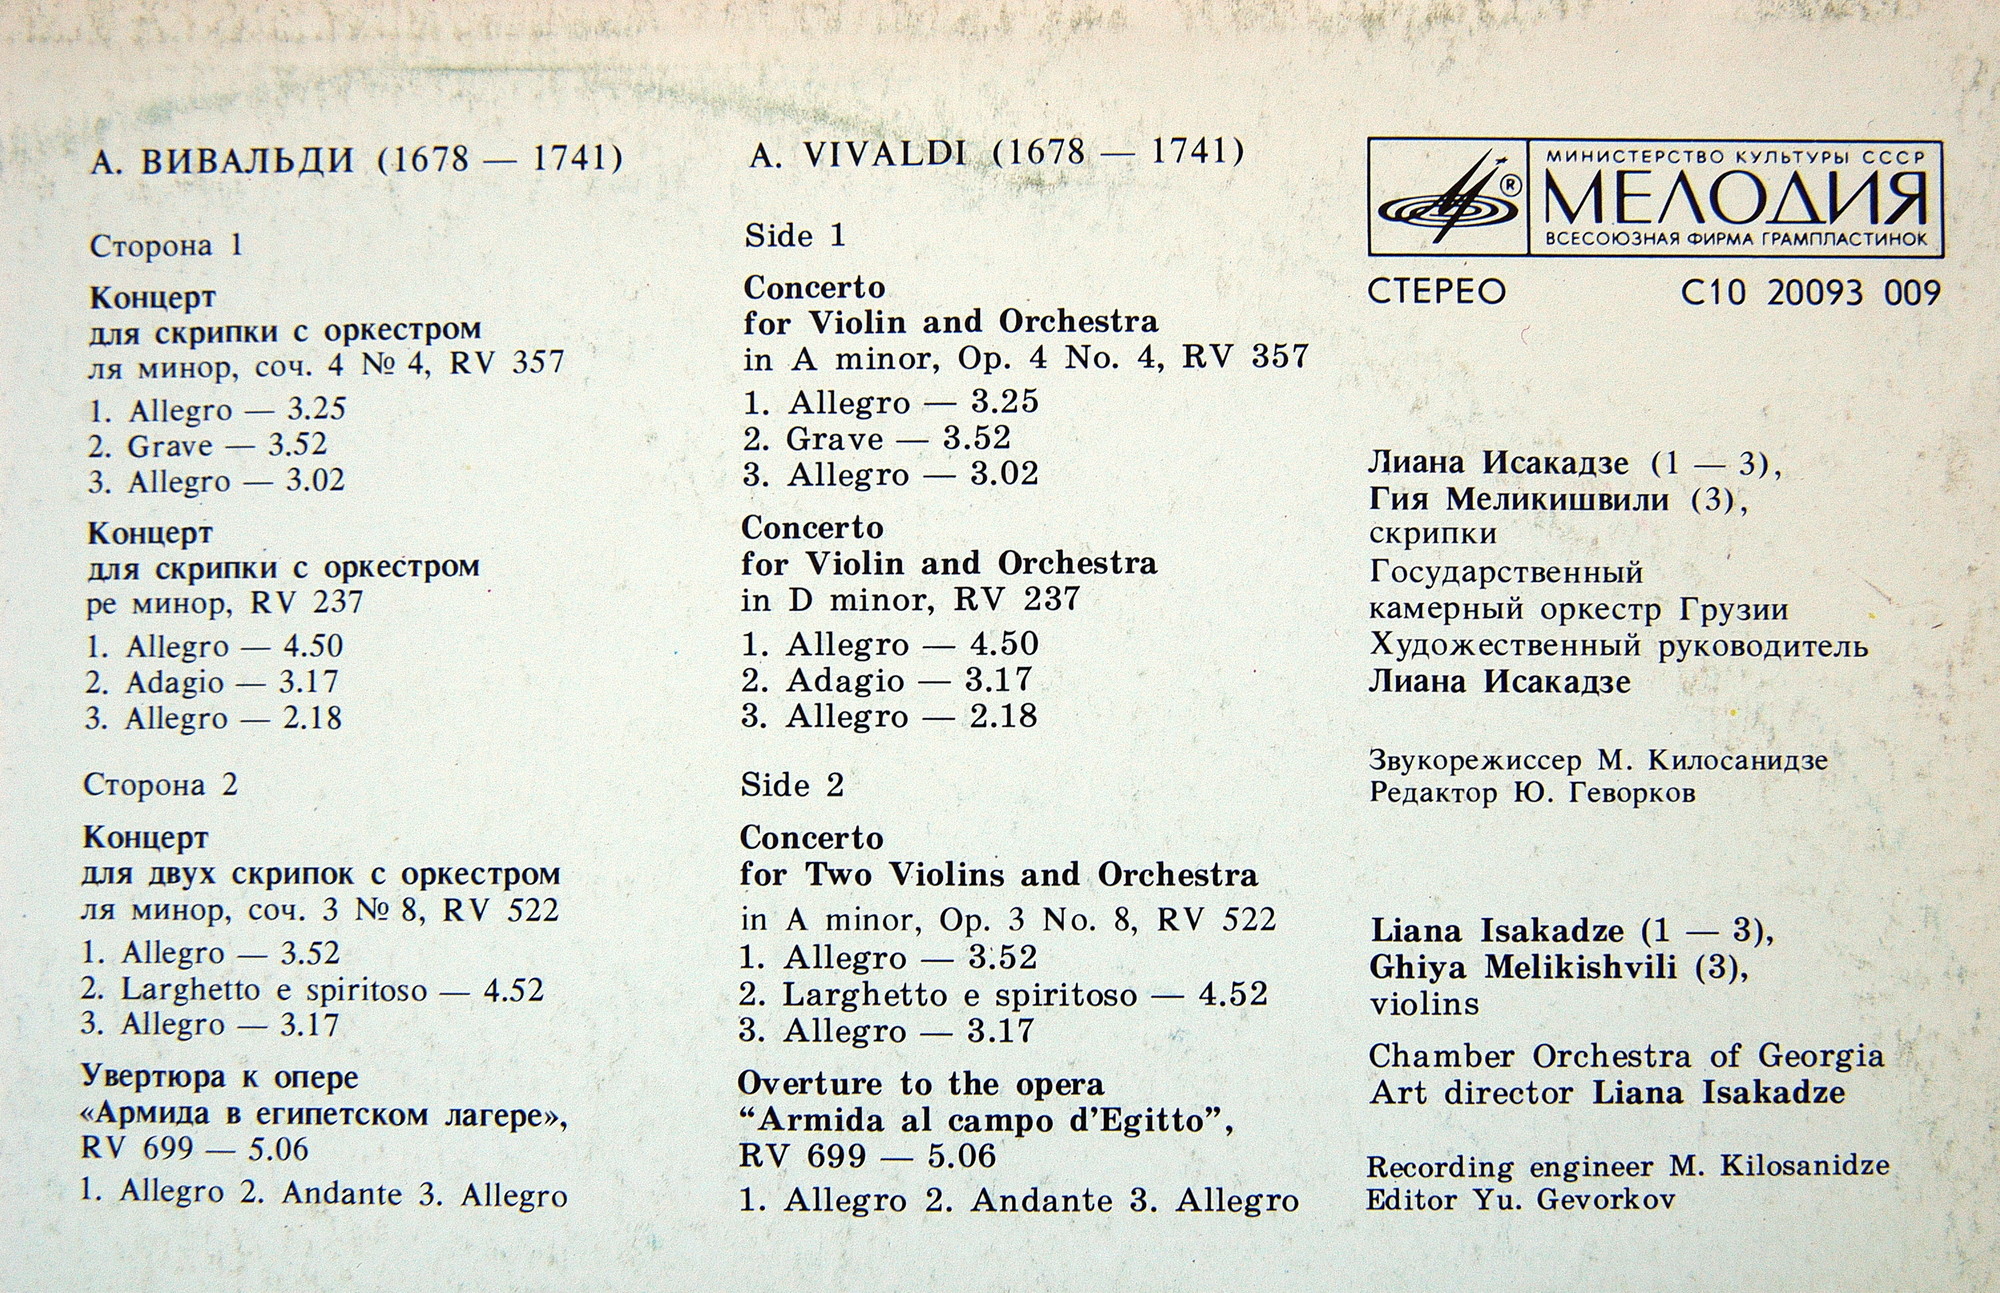 А. ВИВАЛЬДИ (1678 — 1741)
Сторона 1
Концерт
для скрипки с оркестром
ля минор, соч. 4 № 4, RV 357
1. Allegro — 3.25
2. Grave — 3.52
3. Allegro — 3.02
Концерт
для скрипки с оркестром
ре минор, RV 237
1. Allegro — 4.50
2. Adagio — 3.17
3. Allegro — 2.18
Сторона 2
Концерт
для двух скрипок с оркестром
ля минор, соч. 3 № 8, RV 522
1. Allegro — 3.52
2. Larghetto e spiritoso — 4.52
3. Allegro — 3.17
Увертюра к опере
«Армида в египетском лагере»,
RV 699 — 5.06
1. Allegro 2. Andante 3. Allegro
A. VIVALDI (1678 — 1741)
Side 1
Concerto
for Violin and Orchestra
in A minor, Op. 4 No. 4, RV 357
1. Allegro — 3.25
2. Grave — 3.52
3. Allegro — 3.02
Concerto
for Violin and Orchestra
in D minor, RV 237
1. Allegro — 4.50
2. Adagio — 3.17
3. Allegro — 2.18
Side 2
Concerto
for Two Violins and Orchestra
in A minor, Op. 3 No. 8, RV 522
1. Allegro — 3.52
2. Larghetto e spiritoso — 4.52
3. Allegro — 3.17
Overture to the opera
“Armida al campo d’Egitto”,
RV 699 — 5.06
1. Allegro 2. Andante 3. Allegro
®
МИНИСТЕРСТВО КУЛЬТУРЫ СССР
МЕЛОДИЯ
ВСЕСОЮЗНАЯ ФИРМА ГРАМПЛАСТИНОК
СТЕРЕО С10 20093 009
Лиана Исакадзе (1 — 3),
Гия Меликишвили (3),
скрипки
Государственный
камерный оркестр Грузии
Художественный руководитель
Лиана Исакадзе
Звукорежиссер М. Килосанидзе
Редактор Ю. Геворков
Liana Isakadze (1 — 3),
Ghiya Melikishvili (3),
violins
Chamber Orchestra of Georgia
Art director Liana Isakadze
Recording engineer M. Kilosanidze
Editor Yu. Gevorkov